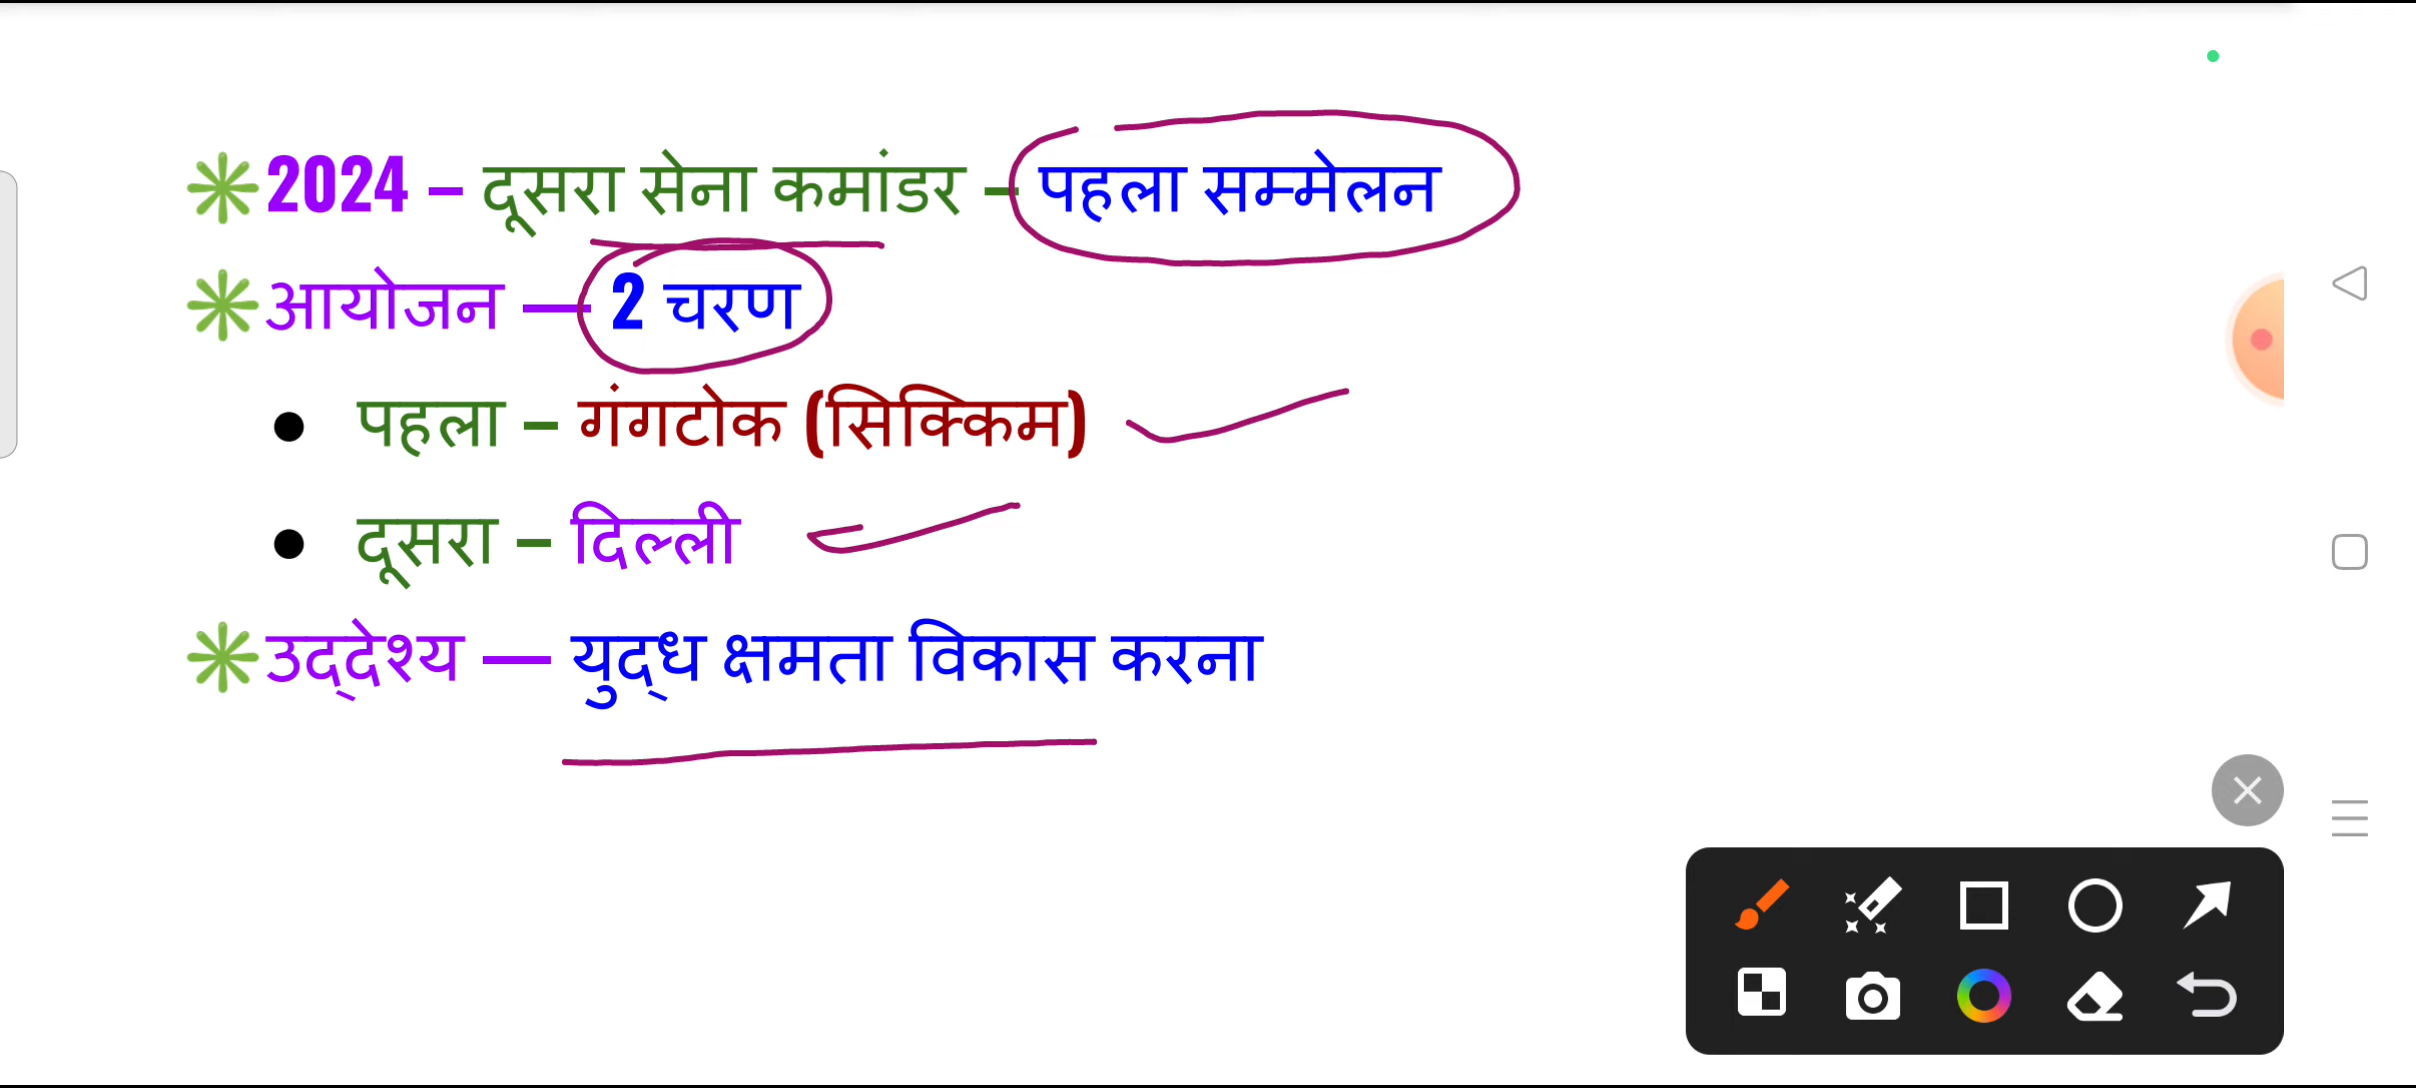 ✳️2024 – दूसरा सेना कमांडर – पहला सम्मेलन
✳️आयोजन — 2 चरण
● पहला – गंगटोक (सिक्किम)
● दूसरा – दिल्ली
✳️उद्देश्य — युद्ध क्षमता विकास करना